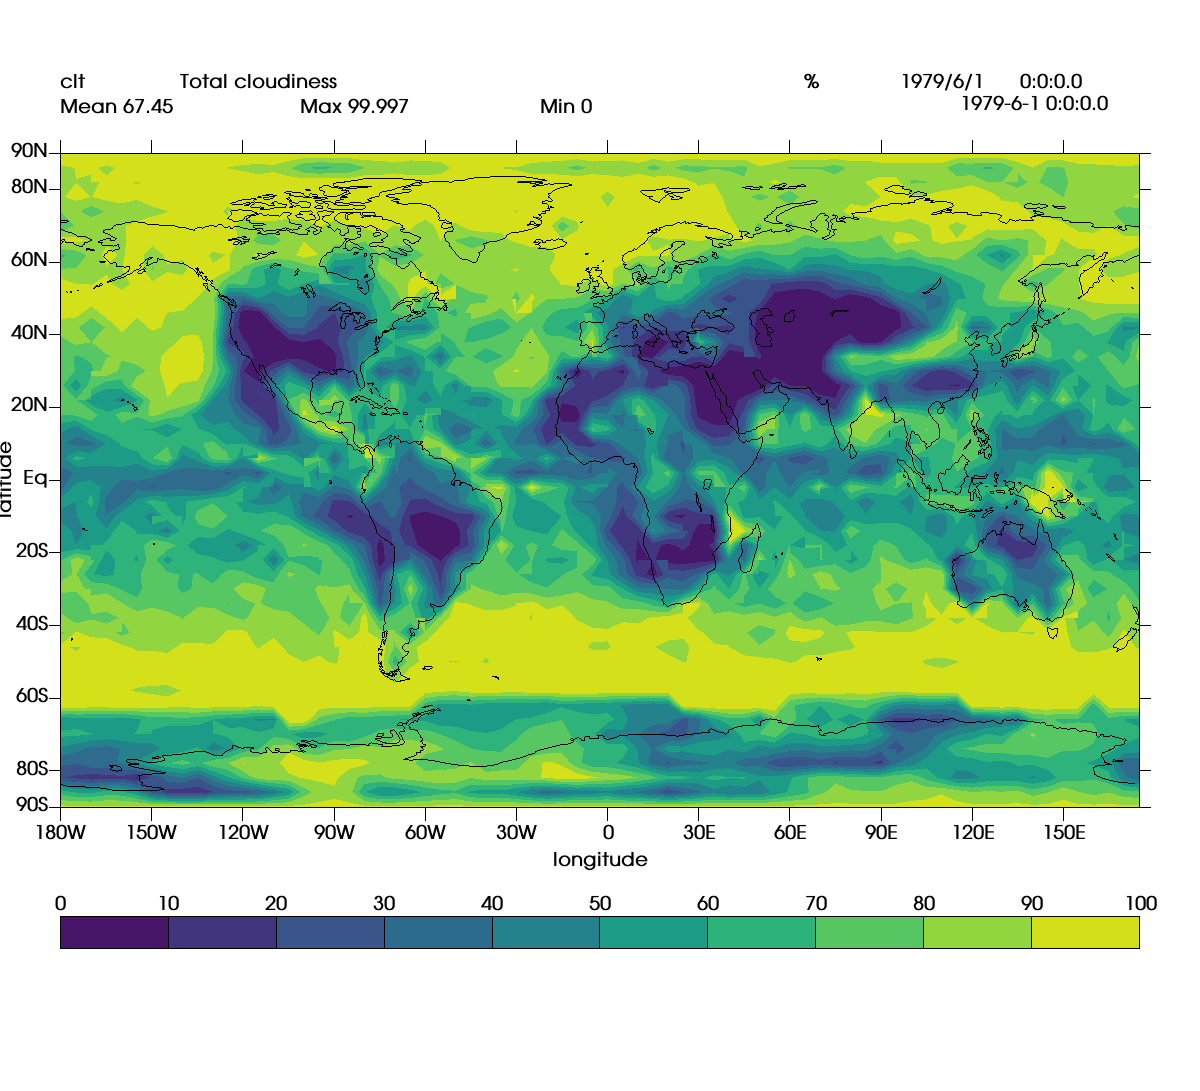 clt Total cloudiness % 1979/6/1 0:0:0.0
Mean 67.45 Max 99.997 Min 0 1979-6-1 0:0:0.0
90N
80N
60N
40N
20N
Eq
20S
40S
60S
80S
90S
latitude
180W 150W 120W 90W 60W 30W 0 30E 60E 90E 120E 150E
longitude
0 10 20 30 40 50 60 70 80 90 100